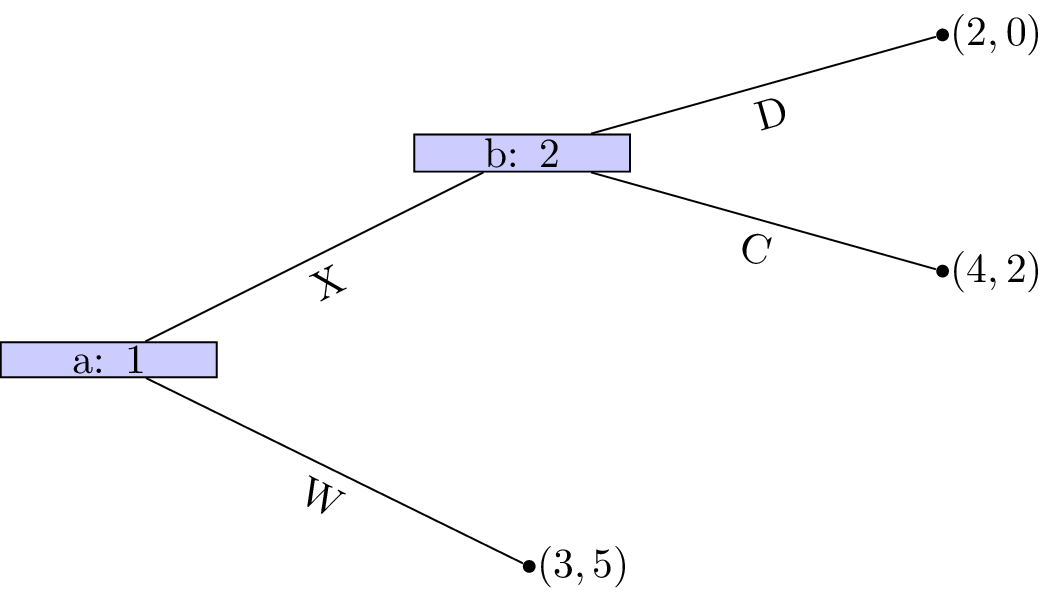 (2, 0)
D
b: 2
C
(4, 2)
X
a: 1
W
(3, 5)